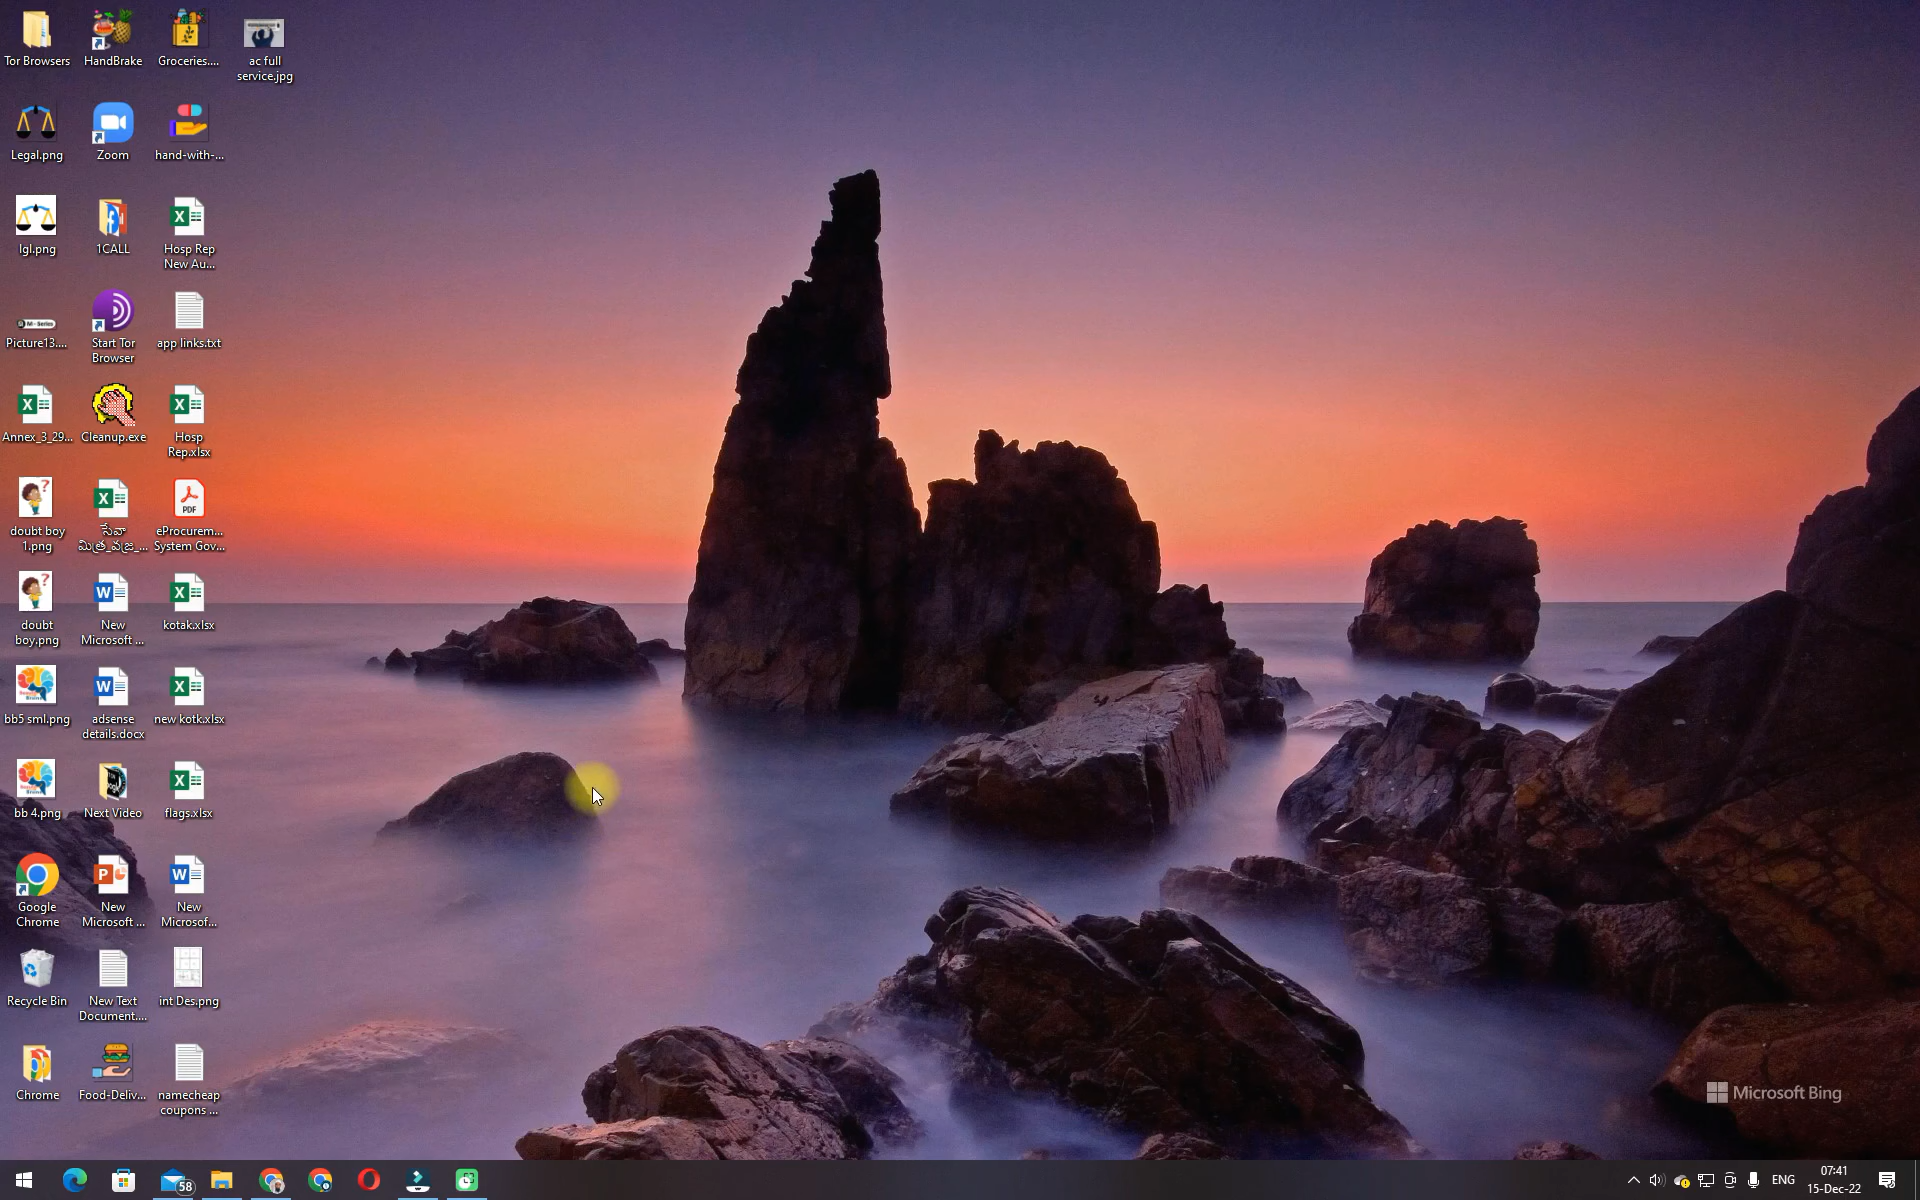 Tor Browsers
HandBrake
Groceries....
ac full
service.jpg
Legal.png
Zoom
hand-with-...
lgl.png
1CALL
Hosp Rep
New Au...
M - Series
Picture13....
Start Tor
Browser
app links.txt
Annex_3_29...
Cleanup.exe
Hosp
Rep.xlsx
doubt boy
1.png
సేవా
మిత్ర_వజ్ర_...
PDF
eProcurem...
System Gov...
doubt
boy.png
New
Microsoft ...
kotak.xlsx
bb5 sml.png
adsense
details.docx
new kotk.xlsx
bb 4.png
Next Video
flags.xlsx
Google
Chrome
New
Microsoft ...
New
Microsof...
Recycle Bin
New Text
Document....
int Des.png
Chrome
Food-Deliv...
namecheap
coupons ...
Microsoft Bing
58
ENG
07:41
15-Dec-22